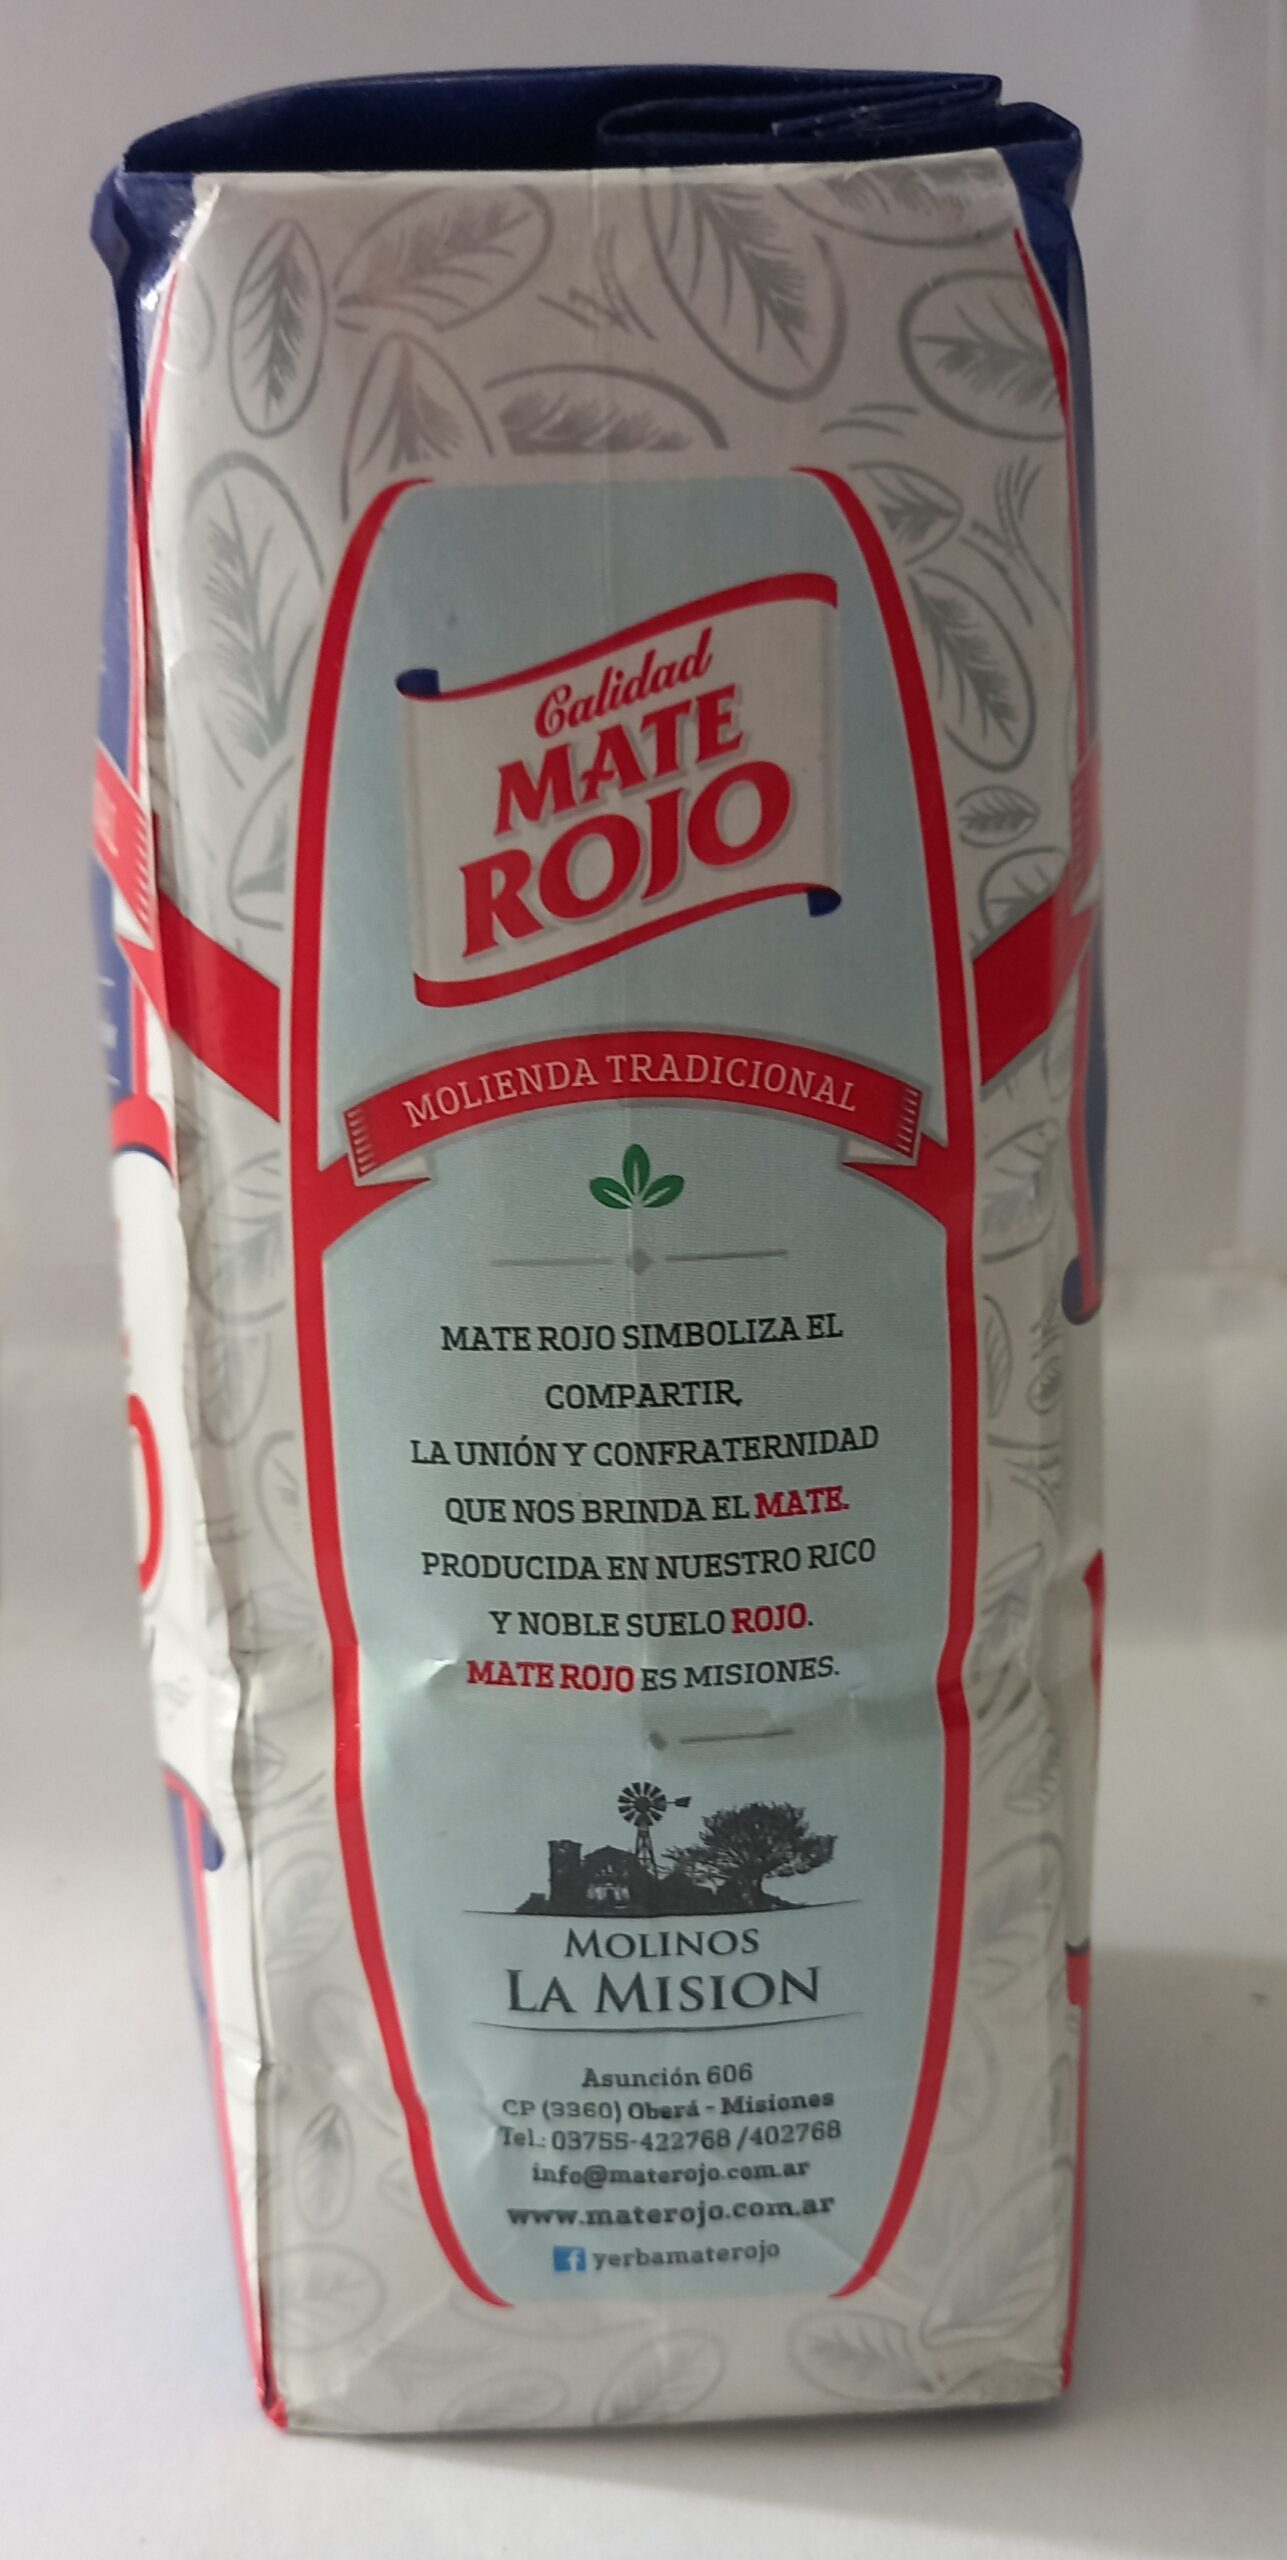 Calidad
MATE
ROJO
MOLIENDA TRADICIONAL
MATE ROJO SIMBOLIZA EL
COMPARTIR,
LA UNIÓN Y CONFRATERNIDAD
QUE NOS BRINDA EL MATE.
PRODUCIDA EN NUESTRO RICO
Y NOBLE SUELO ROJO.
MATE ROJO ES MISIONES.
MOLINOS
LA MISION
Asunción 606
CP (3360) Oberá - Misiones
Tel.: 03755-422768 /402768
info@materojo.com.ar
www.materojo.com.ar
yerbamaterojo